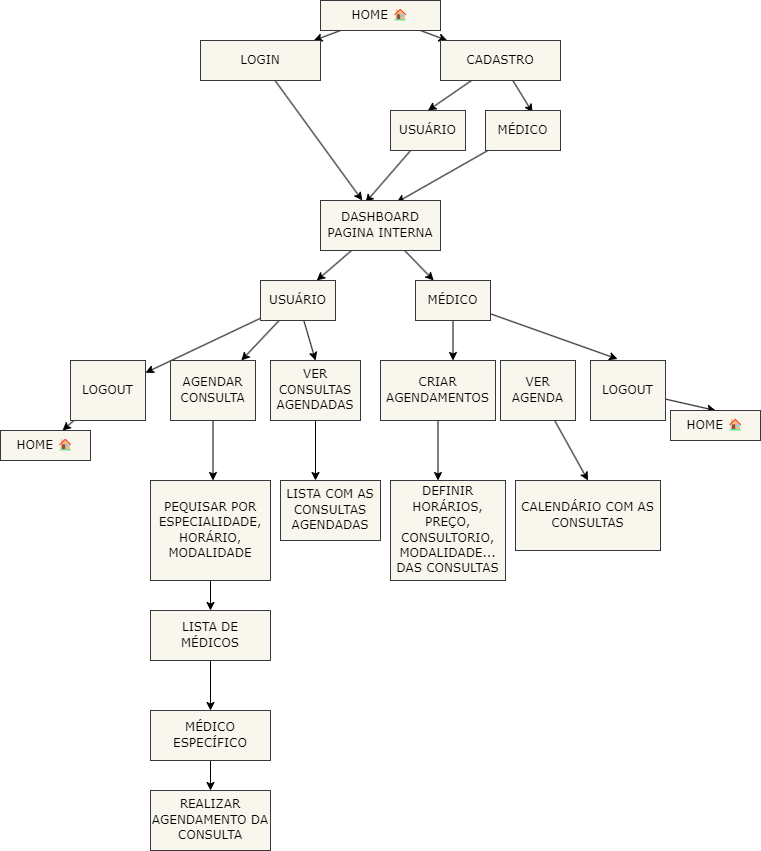 HOME 🏠
LOGIN
CADASTRO
USUÁRIO
MÉDICO
DASHBOARD
PAGINA INTERNA
USUÁRIO
MÉDICO
LOGOUT
AGENDAR
CONSULTA
VER
CONSULTAS
AGENDADAS
CRIAR
AGENDAMENTOS
VER
AGENDA
LOGOUT
HOME 🏠
HOME 🏠
PEQUISAR POR
ESPECIALIDADE,
HORÁRIO,
MODALIDADE
LISTA COM AS
CONSULTAS
AGENDADAS
DEFINIR
HORÁRIOS,
PREÇO,
CONSULTORIO,
MODALIDADE...
DAS CONSULTAS
CALENDÁRIO COM AS
CONSULTAS
LISTA DE
MÉDICOS
MÉDICO
ESPECÍFICO
REALIZAR
AGENDAMENTO DA
CONSULTA